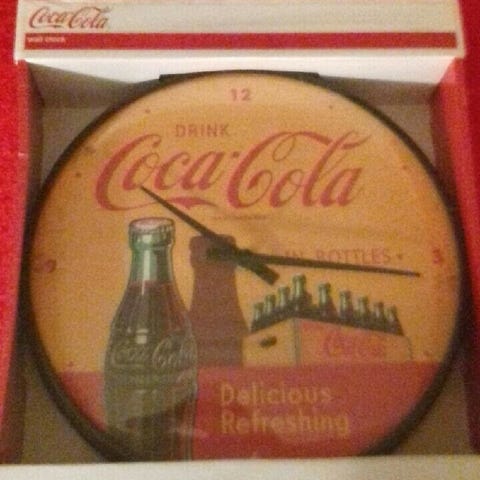 Coca-Cola
wall clock
12
DRINK
Coca-Cola
IN BOTTLES
9
3
Coca-Cola
Coca-Cola
Delicious
Refreshing